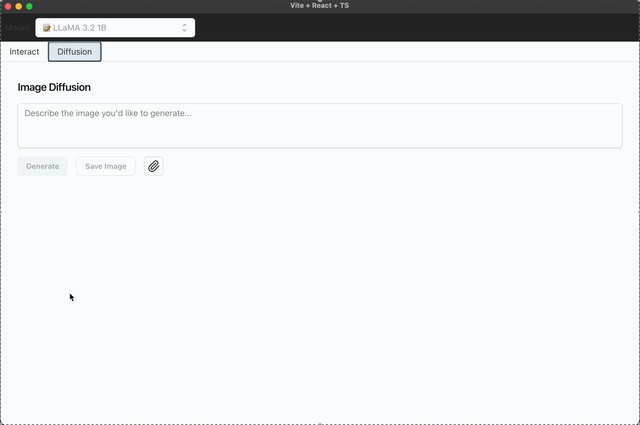 Vite + React + TS
Model
LLaMA 3.2 1B
Interact
Diffusion
Image Diffusion
Describe the image you'd like to generate...
Generate
Save Image